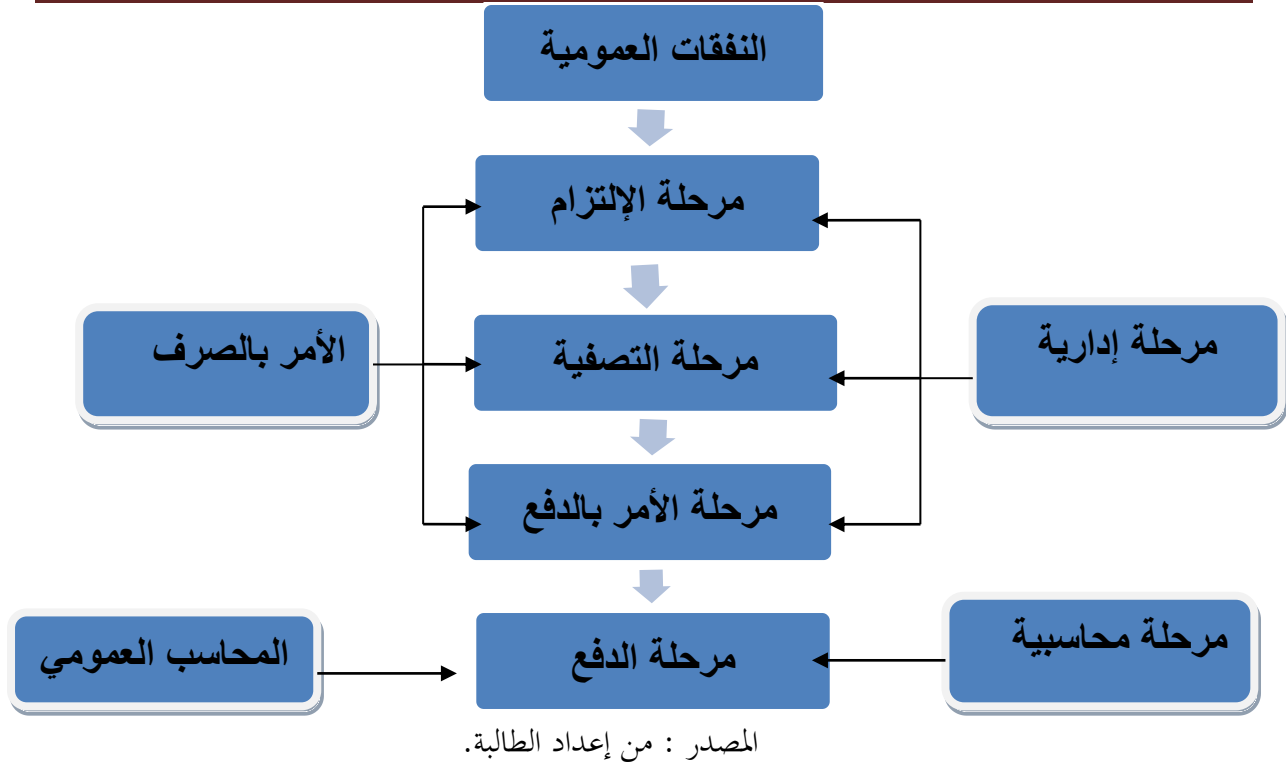 النفقات العمومية
مرحلة الإلتزام
مرحلة إدارية
مرحلة التصفية
الأمر بالصرف
مرحلة الأمر بالدفع
مرحلة محاسبية
مرحلة الدفع
المحاسب العمومي
المصدر : من إعداد الطالبة.